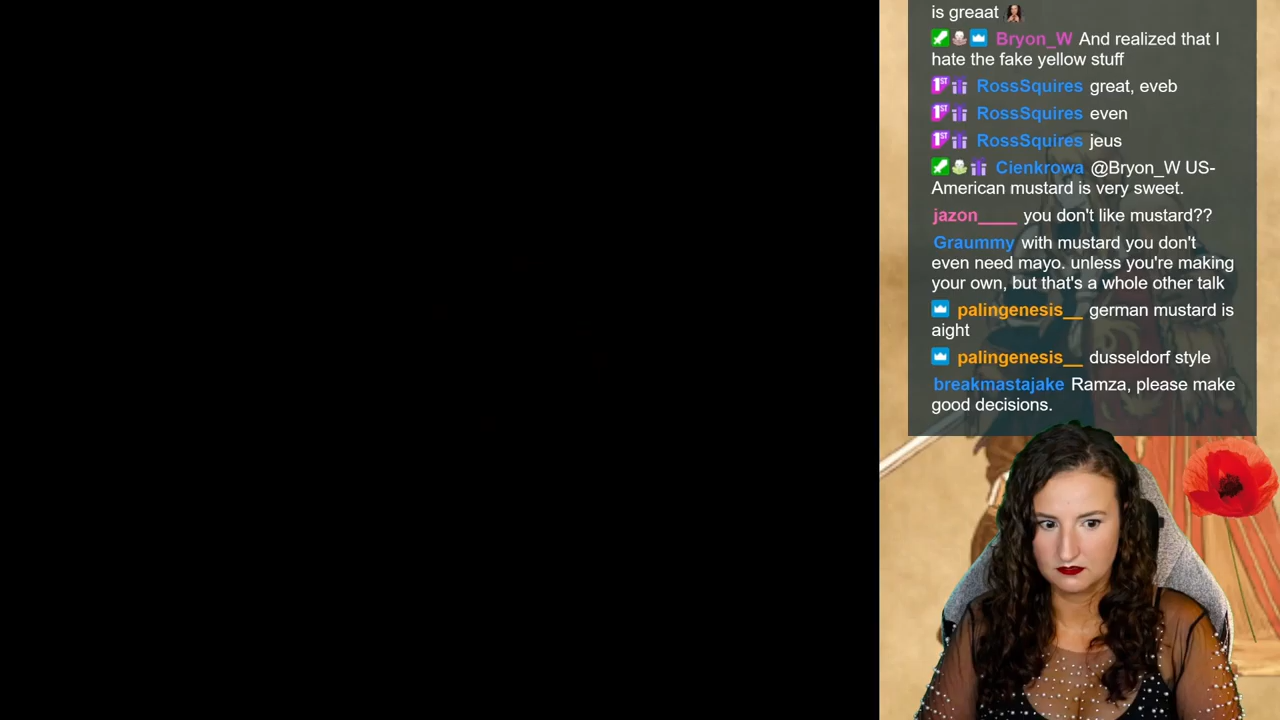 is greaat
Bryon_W And realized that I
hate the fake yellow stuff
1ST RossSquires great, eveb
1ST RossSquires even
1ST RossSquires jeus
Cienkrowa @Bryon_W US-
American mustard is very sweet.
jazon____ you don't like mustard??
Graummy with mustard you don't
even need mayo. unless you're making
your own, but that's a whole other talk
palingenesis__ german mustard is
aight
palingenesis__ dusseldorf style
breakmastajake Ramza, please make
good decisions.